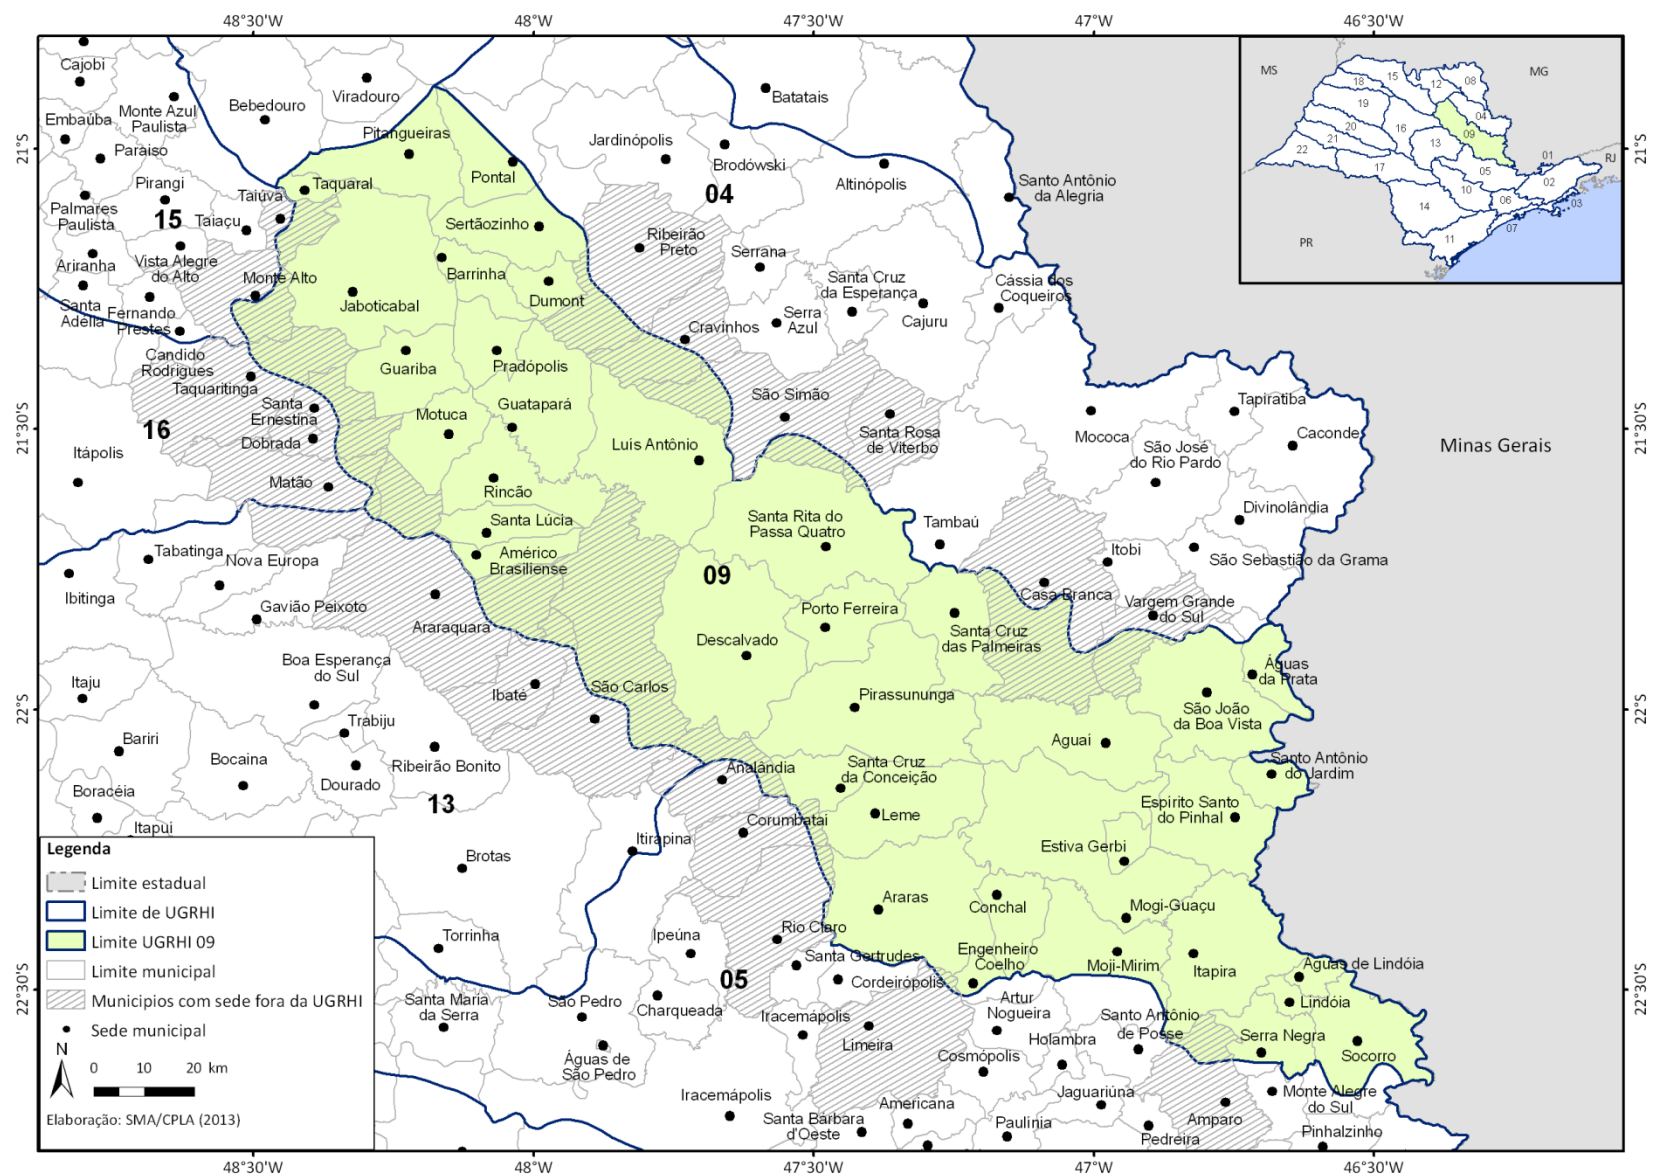 48°30'W
48°W
47°30'W
47°W
46°30'W
21°S
21°30'S
22°S
22°30'S
21°S
21°30'S
22°S
22°30'S
48°30'W
48°W
47°30'W
47°W
46°30'W
MS
MG
PR
RJ
18
15
12
08
19
04
20
16
09
21
13
22
17
05
01
02
10
14
06
03
07
11
Minas Gerais
Cajobi
Monte Azul
Paulista
Bebedouro
Viradouro
Batatais
Embaúba
Paraiso
Pitangueiras
Jardinópolis
Brodówski
Altinópolis
Santo Antônio
da Alegria
Pirangi
Taiúva
Taquaral
Pontal
04
Palmares
Paulista
15
Taiaçu
Sertãozinho
Ribeirão
Preto
Serrana
Ariranha
Vista Alegre
do Alto
Monte Alto
Barrinha
Santa Cruz
da Esperança
Cássia dos
Coqueiros
Santa
Adélia
Fernando
Prestes
Jaboticabal
Dumont
Cravinhos
Serra
Azul
Cajuru
Candido
Rodrigues
Taquaritinga
Guariba
Pradópolis
São Simão
Tapiratiba
Santa
Ernestina
Motuca
Guatapará
Santa Rosa
de Viterbo
Mococa
Caconde
16
Dobrada
Luis Antônio
São José
do Rio Pardo
Itápolis
Matão
Rincão
Divinolândia
Santa Lúcia
Santa Rita do
Passa Quatro
Tambaú
Tabatinga
Nova Europa
Américo
Brasiliense
09
Itobi
São Sebastião da Grama
Ibitinga
Gavião Peixoto
Araraquara
Porto Ferreira
Casa Branca
Vargem Grande
do Sul
Boa Esperança
do Sul
Descalvado
Santa Cruz
das Palmeiras
Águas
da Prata
Itaju
Ibaté
São Carlos
Pirassununga
São João
da Boa Vista
Bariri
Trabiju
Aguaí
Bocaina
Dourado
Ribeirão Bonito
Analândia
Santa Cruz
da Conceição
Santo Antônio
do Jardim
Boracéia
13
Leme
Espírito Santo
do Pinhal
Itapui
Corumbatai
Itirapina
Estiva Gerbi
Brotas
Araras
Conchal
Mogi-Guaçu
Torrinha
Ipeúna
Rio Claro
Santa Gertrudes
Engenheiro
Coelho
Moji-Mirim
Itapira
Aguas de Lindóia
05
Cordeirópolis
Santa Maria
da Serra
São Pedro
Charqueada
Iracemápolis
Artur
Nogueira
Santo Antônio
de Posse
Lindóia
Águas de
São Pedro
Limeira
Holambra
Serra Negra
Socorro
Cosmópolis
Iracemápolis
Americana
Jaguariúna
Monte Alegre
do Sul
Santa Bárbara
d'Oeste
Paulinia
Pedreira
Amparo
Pinhalzinho
Legenda
Limite estadual
Limite de UGRHI
Limite UGRHI 09
Limite municipal
Municipios com sede fora da UGRHI
Sede municipal
N
0 10 20 km
Elaboração: SMA/CPLA (2013)